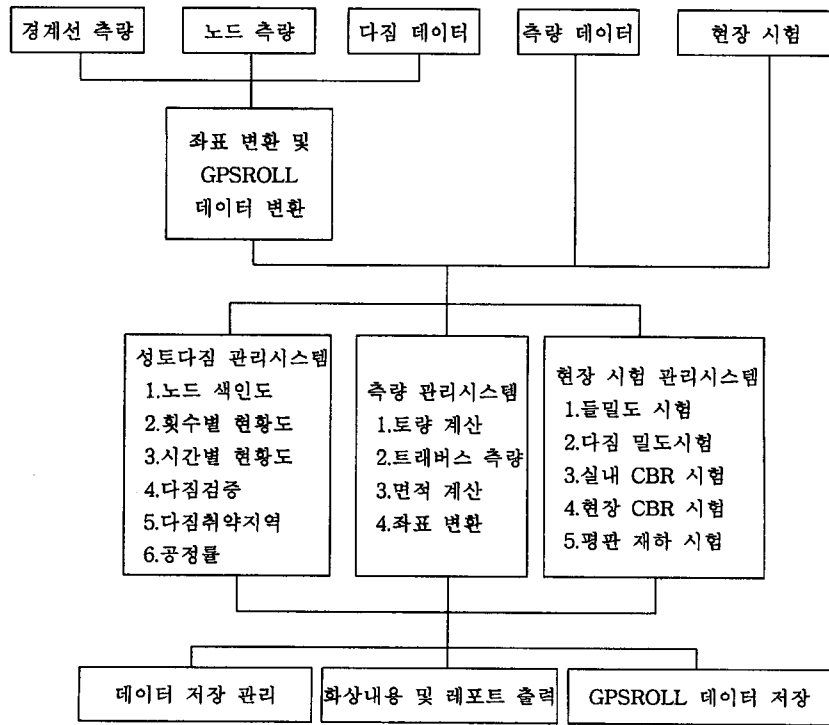 경계선 측량
노드 측량
다짐 데이터
측량 데이터
현장 시험
좌표 변환 및
GPSROLL
데이터 변환
성토다짐 관리시스템
1.노드 색인도
2.횟수별 현황도
3.시간별 현황도
4.다짐검증
5.다짐취약지역
6.공정률
측량 관리시스템
1.토량 계산
2.트래버스 측량
3.면적 계산
4.좌표 변환
현장 시험 관리시스템
1.들밀도 시험
2.다짐 밀도시험
3.실내 CBR 시험
4.현장 CBR 시험
5.평판 재하 시험
데이터 저장 관리
화상내용 및 레포트 출력
GPSROLL 데이터 저장